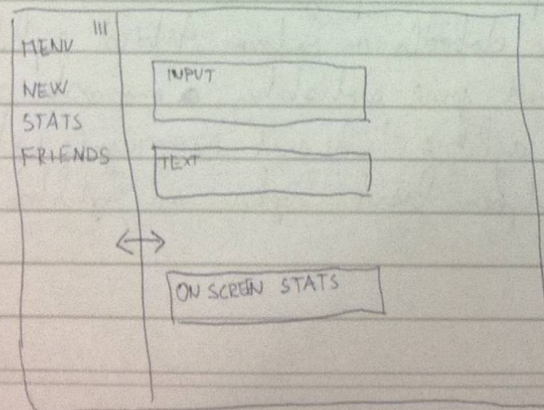 MENU
NEW
STATS
FRIENDS
INPUT
TEXT
ON SCREEN STATS